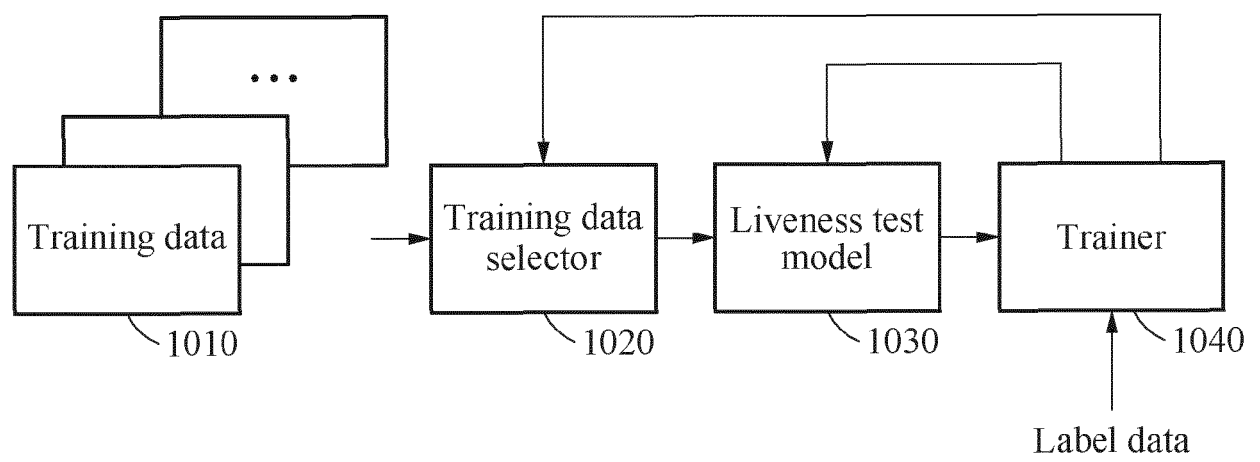 ...
Training data
1010
Training data
selector
1020
Liveness test
model
1030
Trainer
1040
Label data